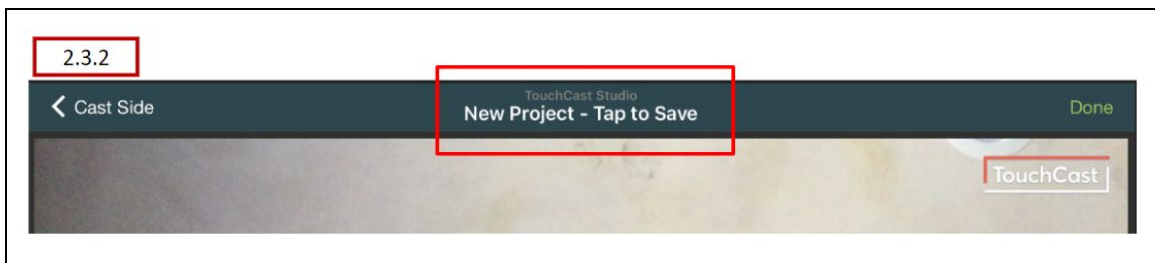 2.3.2
Cast Side
TouchCast Studio
New Project - Tap to Save
Done
TouchCast